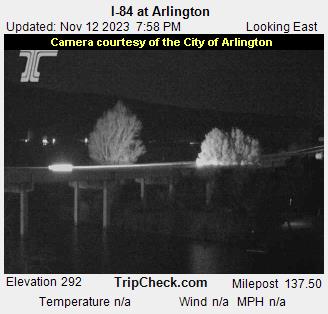 I-84 at Arlington
Updated: Nov 12 2023 7:58 PM Looking East
Camera courtesy of the City of Arlington
Elevation 292 TripCheck.com Milepost 137.50
Temperature n/a Wind n/a MPH n/a